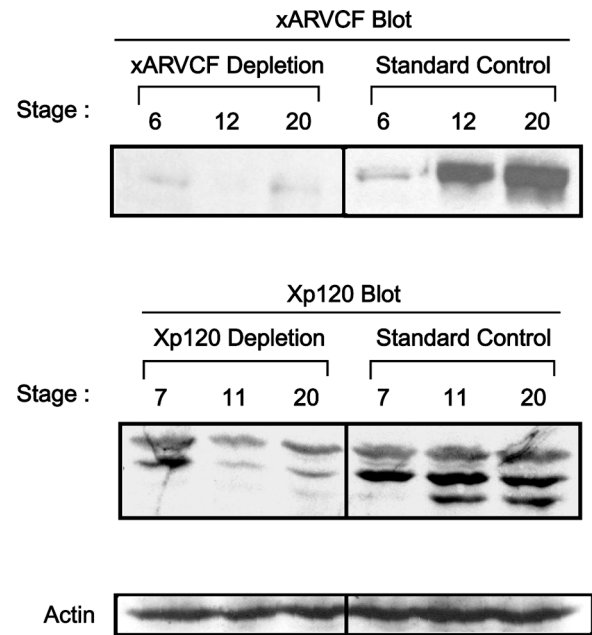 xARVCF Blot
xARVCF Depletion Standard Control
Stage : 6 12 20 6 12 20
Xp120 Blot
Xp120 Depletion Standard Control
Stage : 7 11 20 7 11 20
Actin